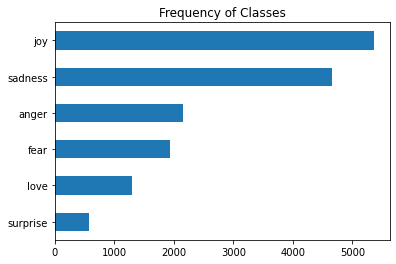 Frequency of Classes
joy
sadness
anger
fear
love
surprise
0 1000 2000 3000 4000 5000